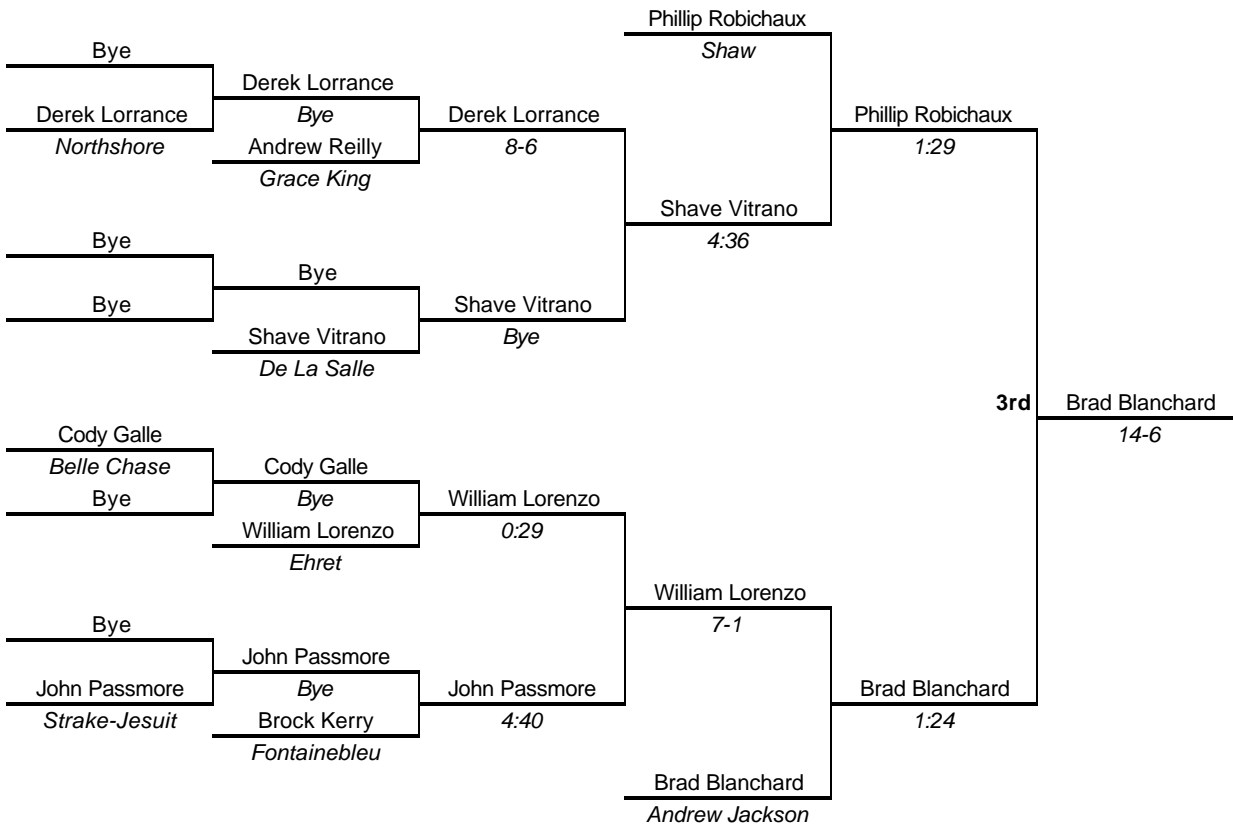 Phillip Robichaux
Shaw
Bye
Derek Lorrance
Bye
Derek Lorrance
Northshore
Andrew Reilly
Grace King
Derek Lorrance
8-6
Phillip Robichaux
1:29
Shave Vitrano
4:36
Bye
Bye
Bye
Shave Vitrano
De La Salle
Shave Vitrano
Bye
3rd
Brad Blanchard
14-6
Cody Galle
Belle Chase
Bye
Cody Galle
Bye
William Lorenzo
Ehret
William Lorenzo
0:29
William Lorenzo
7-1
Bye
John Passmore
Strake-Jesuit
John Passmore
Bye
Brock Kerry
Fontainebleu
John Passmore
4:40
Brad Blanchard
1:24
Brad Blanchard
Andrew Jackson